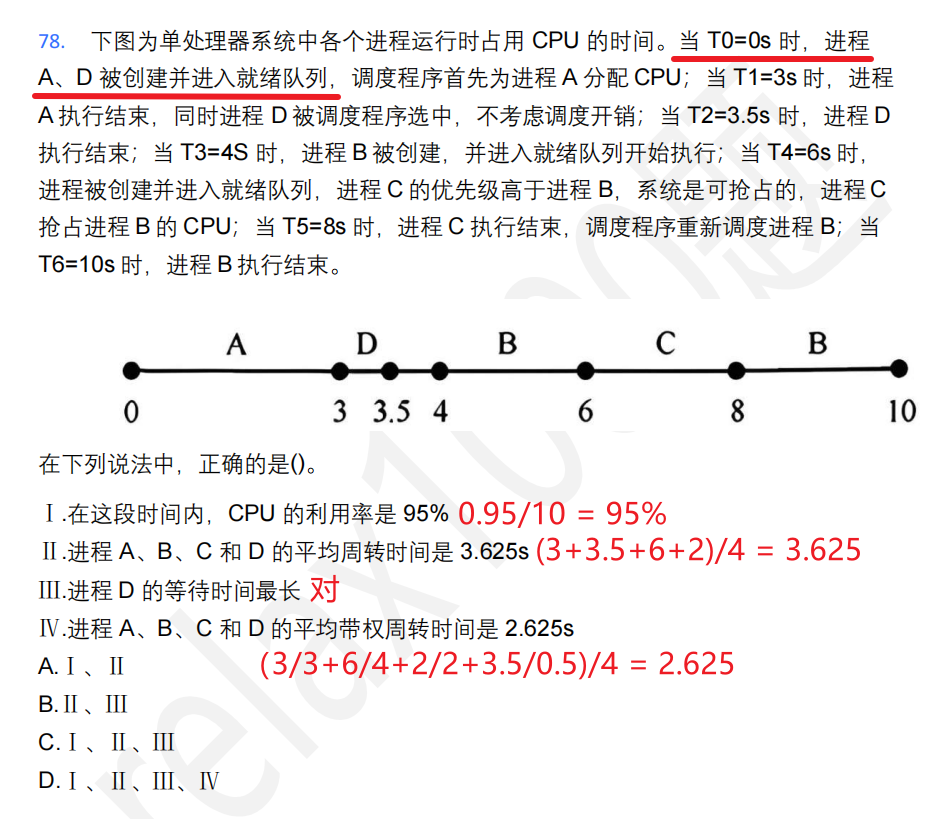 78. 下图为单处理器系统中各个进程运行时占用 CPU 的时间。当 T0=0s 时，进程
A、D 被创建并进入就绪队列，调度程序首先为进程 A 分配 CPU；当 T1=3s 时，进程
A 执行结束，同时进程 D 被调度程序选中，不考虑调度开销；当 T2=3.5s 时，进程 D
执行结束；当 T3=4S 时，进程 B 被创建，并进入就绪队列开始执行；当 T4=6s 时，
进程被创建并进入就绪队列，进程 C 的优先级高于进程 B，系统是可抢占的，进程 C
抢占进程 B 的 CPU；当 T5=8s 时，进程 C 执行结束，调度程序重新调度进程 B；当
T6=10s 时，进程 B 执行结束。
A D B C B
0 3 3.5 4 6 8 10
在下列说法中，正确的是()。
Ⅰ.在这段时间内，CPU 的利用率是 95% 0.95/10 = 95%
Ⅱ.进程 A、B、C 和 D 的平均周转时间是 3.625s (3+3.5+6+2)/4 = 3.625
Ⅲ.进程 D 的等待时间最长 对
Ⅳ.进程 A、B、C 和 D 的平均带权周转时间是 2.625s
A.Ⅰ、Ⅱ (3/3+6/4+2/2+3.5/0.5)/4 = 2.625
B.Ⅱ、Ⅲ
C.Ⅰ、Ⅱ、Ⅲ
D.Ⅰ、Ⅱ、Ⅲ、Ⅳ
relax100题